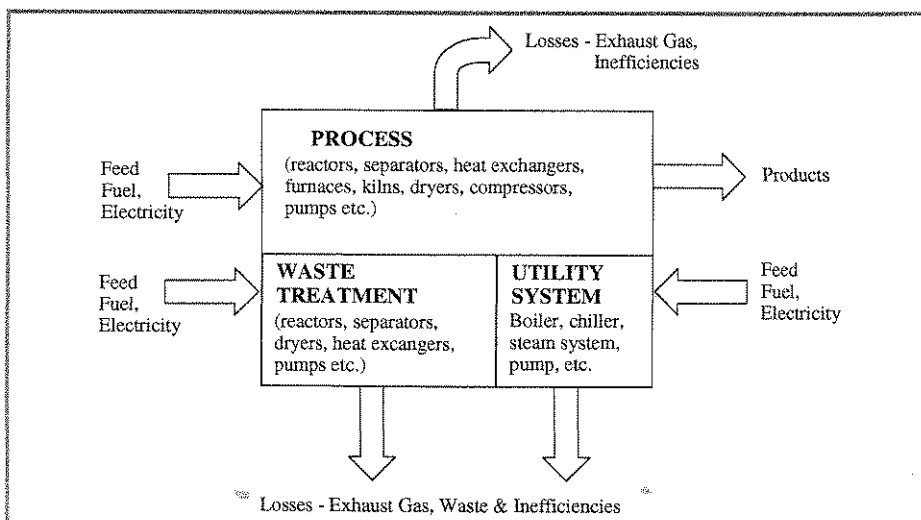 Losses - Exhaust Gas,
Inefficiencies
PROCESS
(reactors, separators, heat exchangers,
furnaces, kilns, dryers, compressors,
pumps etc.)
Feed
Fuel,
Electricity
Products
WASTE
TREATMENT
(reactors, separators,
dryers, heat excangers,
pumps etc.)
UTILITY
SYSTEM
Boiler, chiller,
steam system,
pump, etc.
Feed
Fuel,
Electricity
Feed
Fuel,
Electricity
Losses - Exhaust Gas, Waste & Inefficiencies